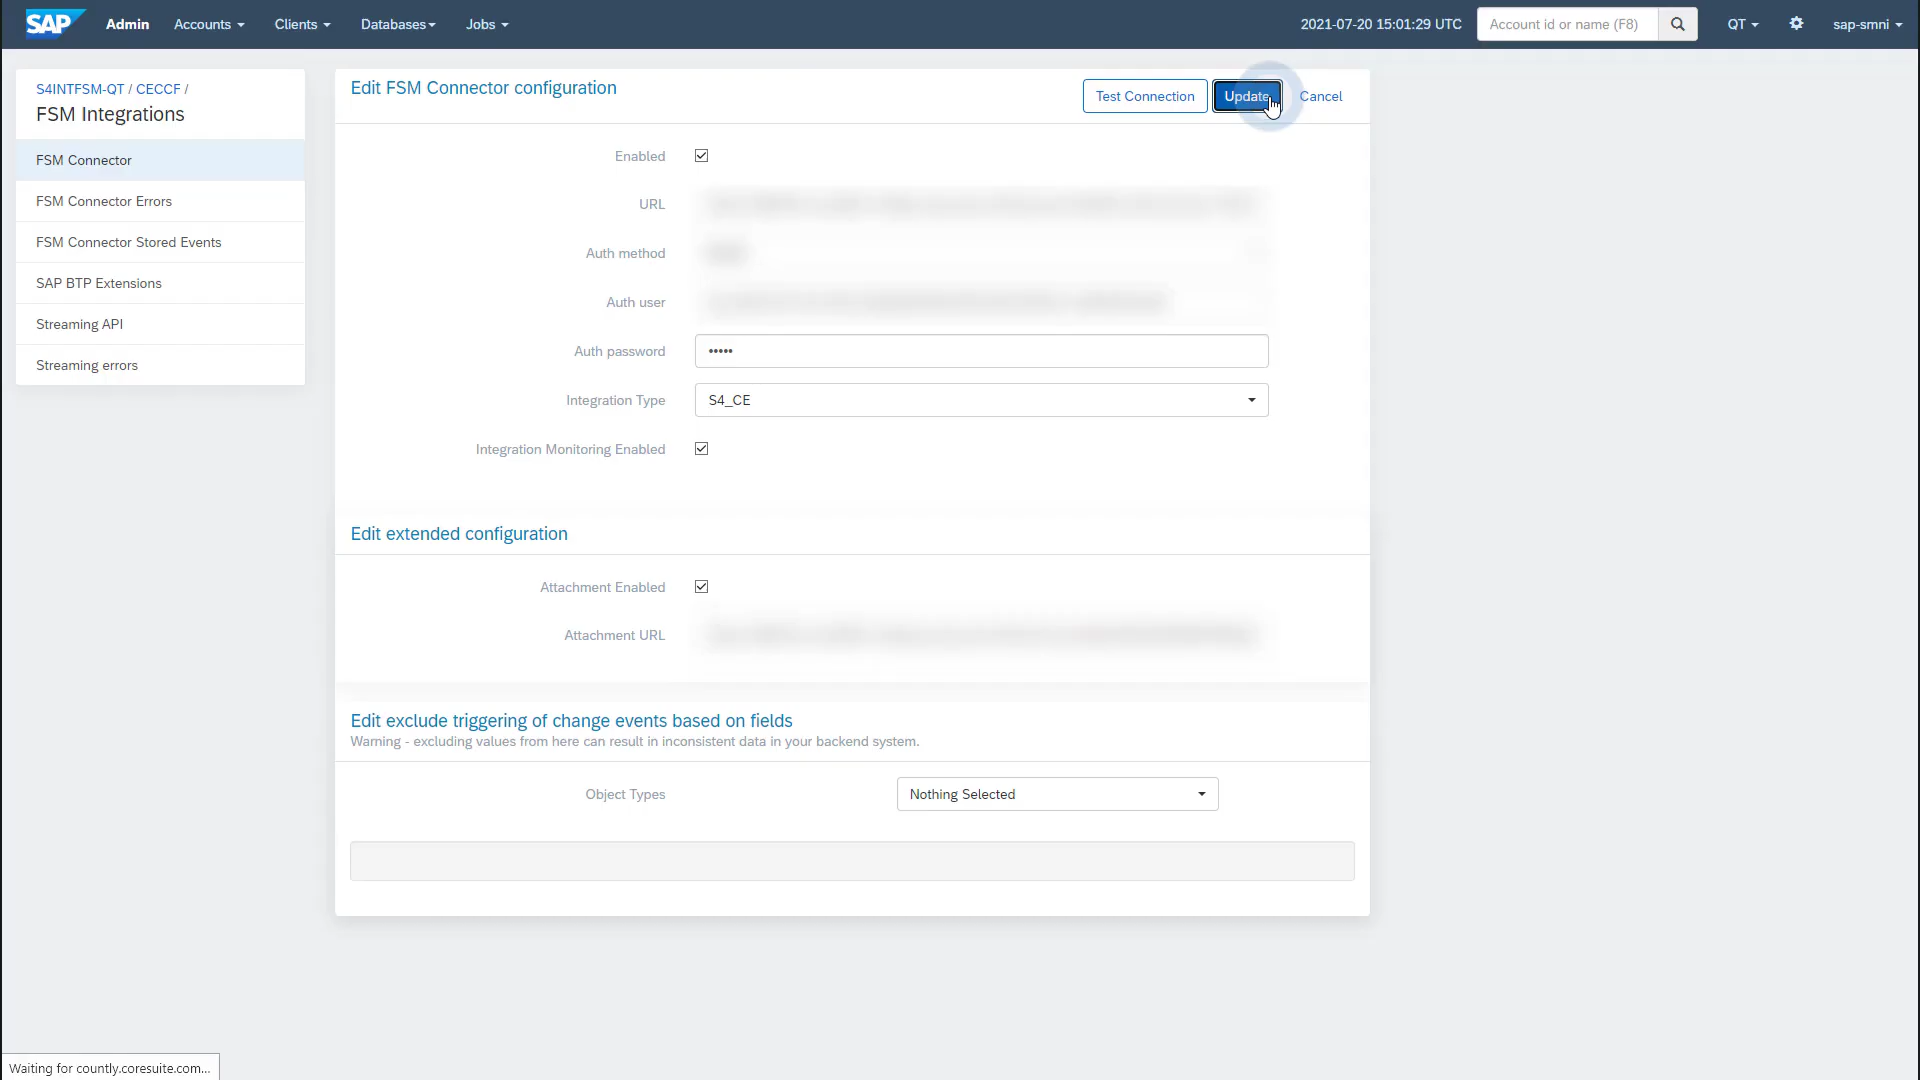 SAP Admin Accounts Clients Databases Jobs 2021-07-20 15:01:29 UTC Account id or name (F8) QT sap-smni
S4INTFSM-QT / CECCF /
FSM Integrations
FSM Connector
FSM Connector Errors
FSM Connector Stored Events
SAP BTP Extensions
Streaming API
Streaming errors
Edit FSM Connector configuration
Test Connection Update Cancel
Enabled
URL
Auth method
Auth user
Auth password •••••
Integration Type S4_CE
Integration Monitoring Enabled
Edit extended configuration
Attachment Enabled
Attachment URL
Edit exclude triggering of change events based on fields
Warning - excluding values from here can result in inconsistent data in your backend system.
Object Types Nothing Selected
Waiting for countly.coresuite.com...